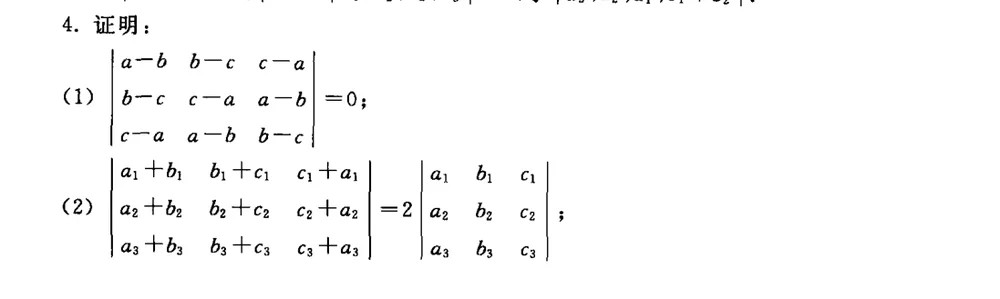 4. 证明:
(1) |a-b b-c c-a|
|b-c c-a a-b| =0;
|c-a a-b b-c|
(2) |a₁+b₁ b₁+c₁ c₁+a₁| |a₁ b₁ c₁|
|a₂+b₂ b₂+c₂ c₂+a₂| =2 |a₂ b₂ c₂| ;
|a₃+b₃ b₃+c₃ c₃+a₃| |a₃ b₃ c₃|